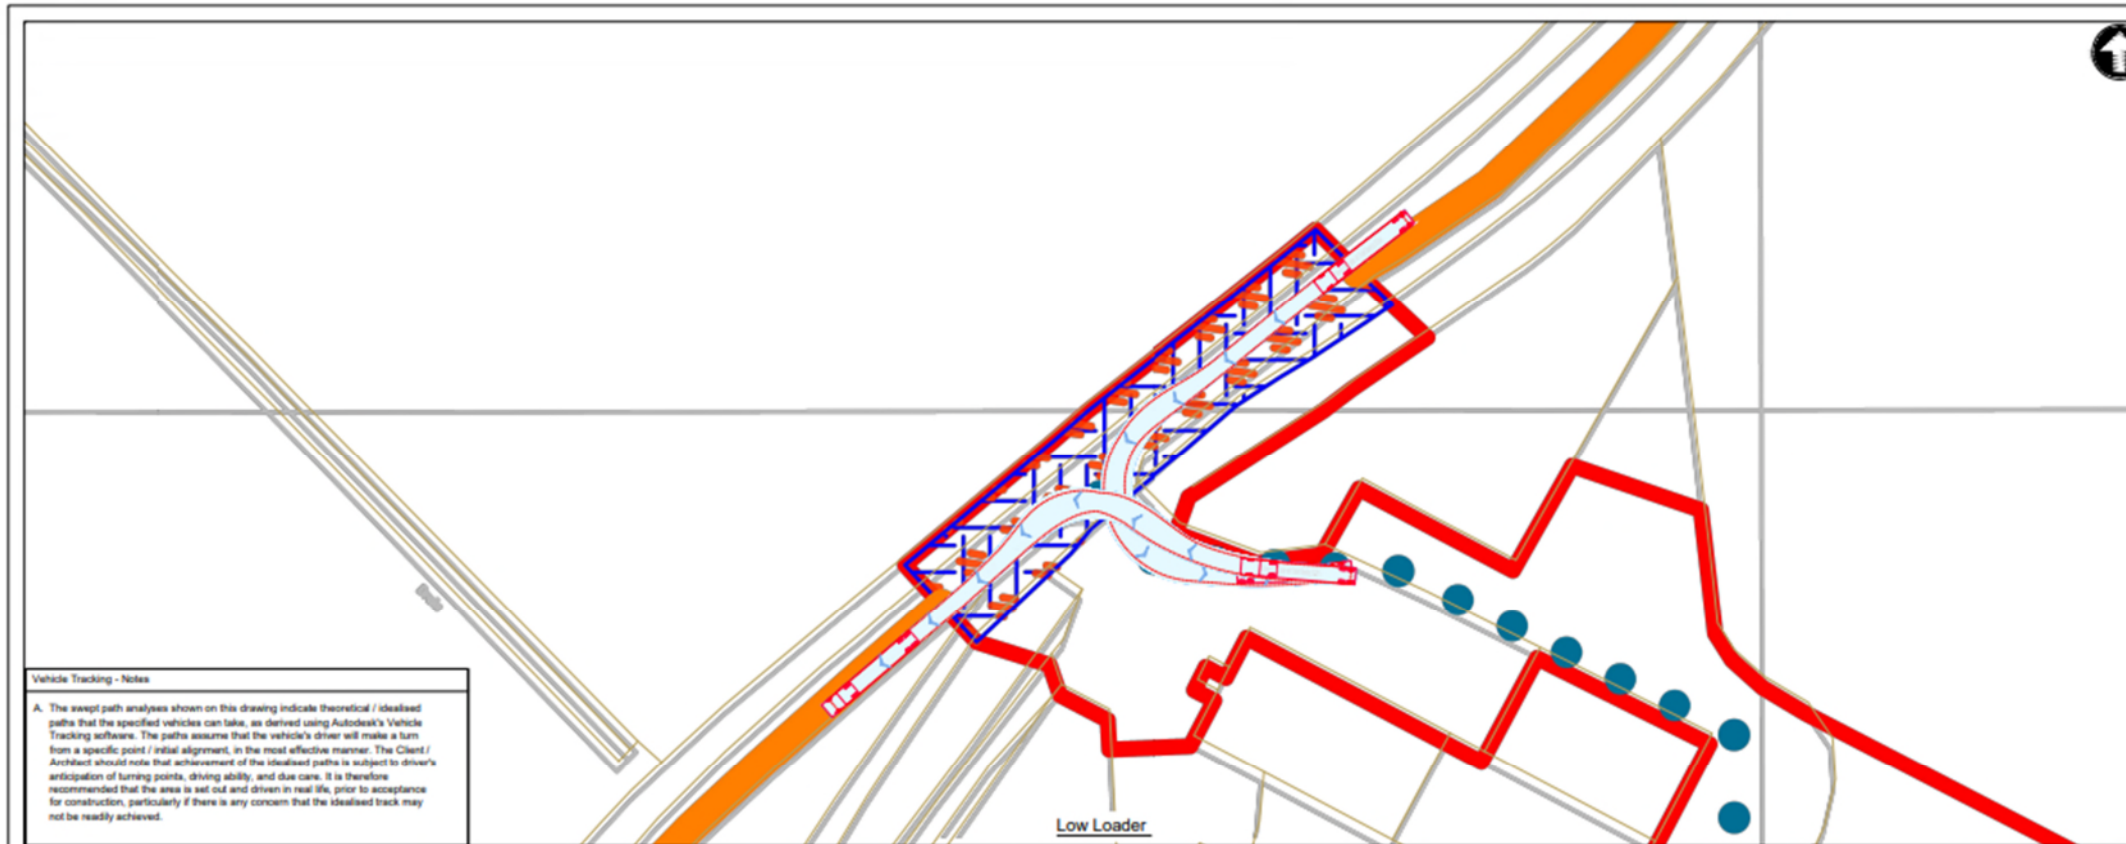 Vehicle Tracking - Notes
A. The swept path analyses shown on this drawing indicate theoretical / idealised
paths that the specified vehicles can take, as derived using Autodesk's Vehicle
Tracking software. The paths assume that the vehicle's driver will make a turn
from a specific point / initial alignment, in the most effective manner. The Client /
Architect should note that achievement of the idealised paths is subject to driver's
anticipation of turning points, driving ability, and due care. It is therefore
recommended that the area is set out and driven in real life, prior to acceptance
for construction, particularly if there is any concern that the idealised track may
not be readily achieved.
Low Loader